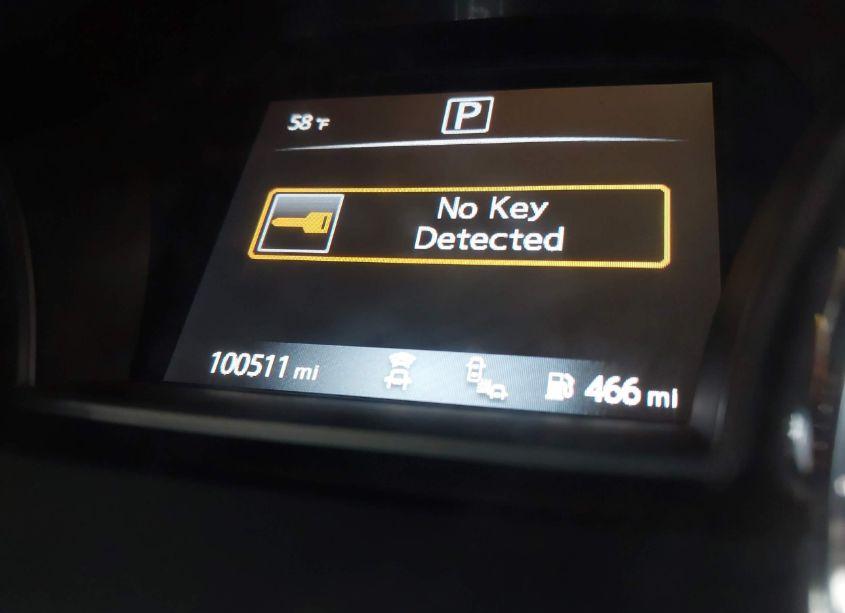 58 °F
P
No Key
Detected
100511 mi
466 mi